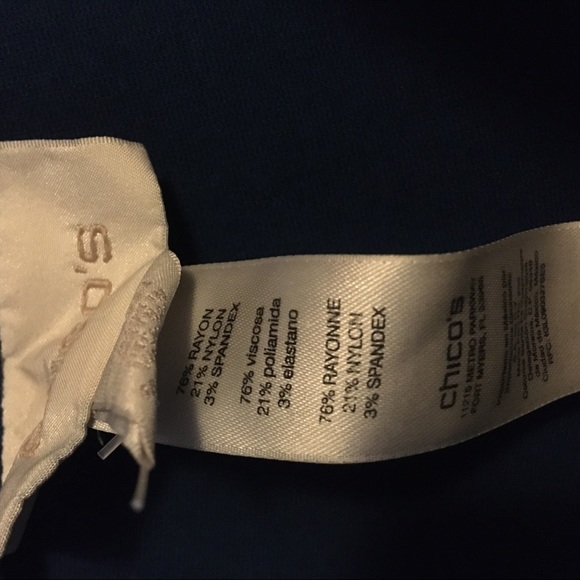 o's
76% RAYON
21% NYLON
3% SPANDEX
76% viscosa
21% poliamida
3% elastano
76% RAYONNE
21% NYLON
3% SPANDEX
chico's
11215 METRO PARKWAY
FORT MYERS, FL 33966